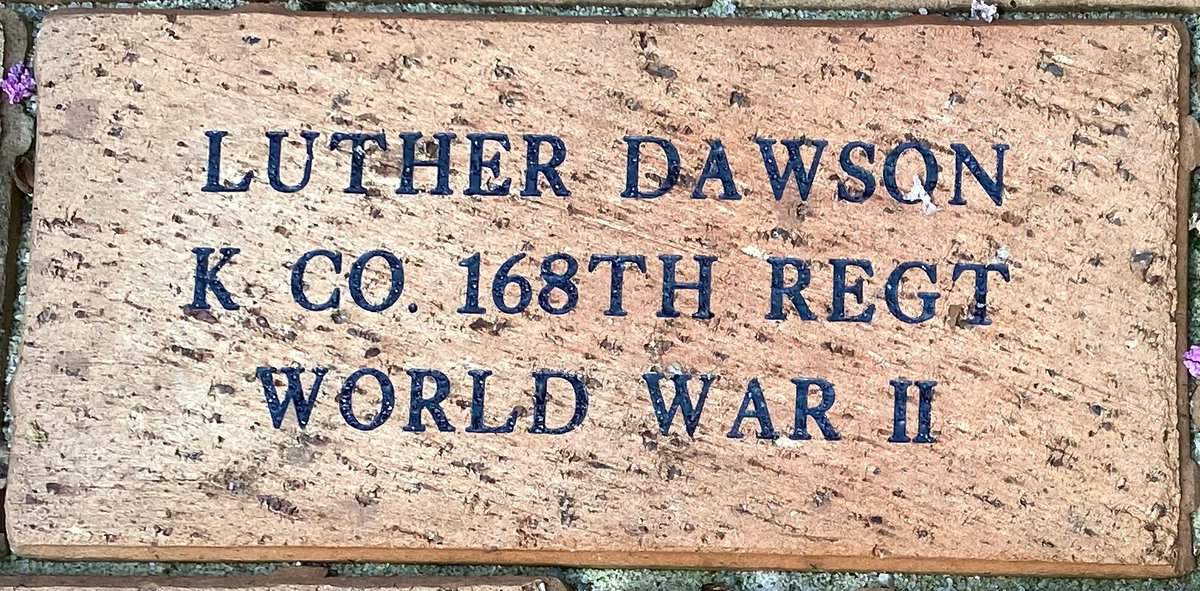 LUTHER DAWSON
K CO. 168TH REGT
WORLD WAR II